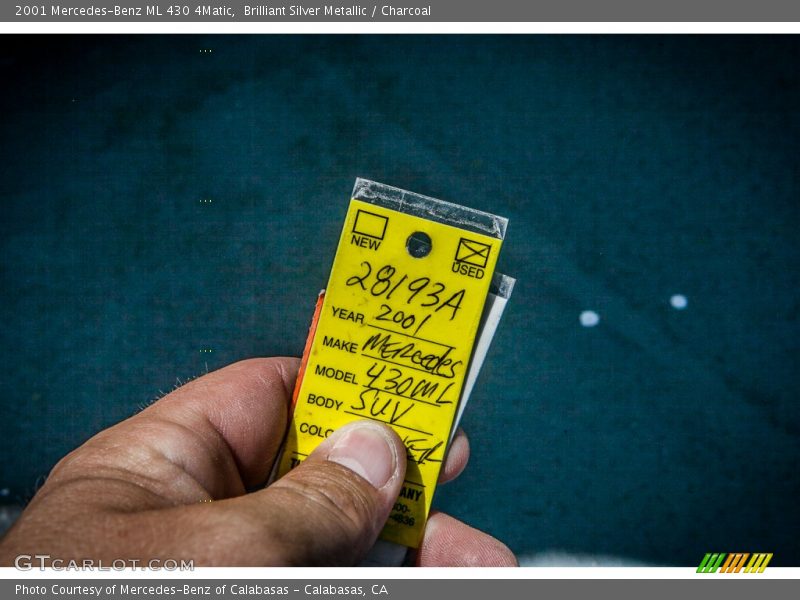 2001 Mercedes-Benz ML 430 4Matic, Brilliant Silver Metallic / Charcoal
NEW USED
28193A
YEAR 2001
MAKE MERCedes
MODEL 430ML
BODY SUV
GTCARLOT.COM
Photo Courtesy of Mercedes-Benz of Calabasas - Calabasas, CA